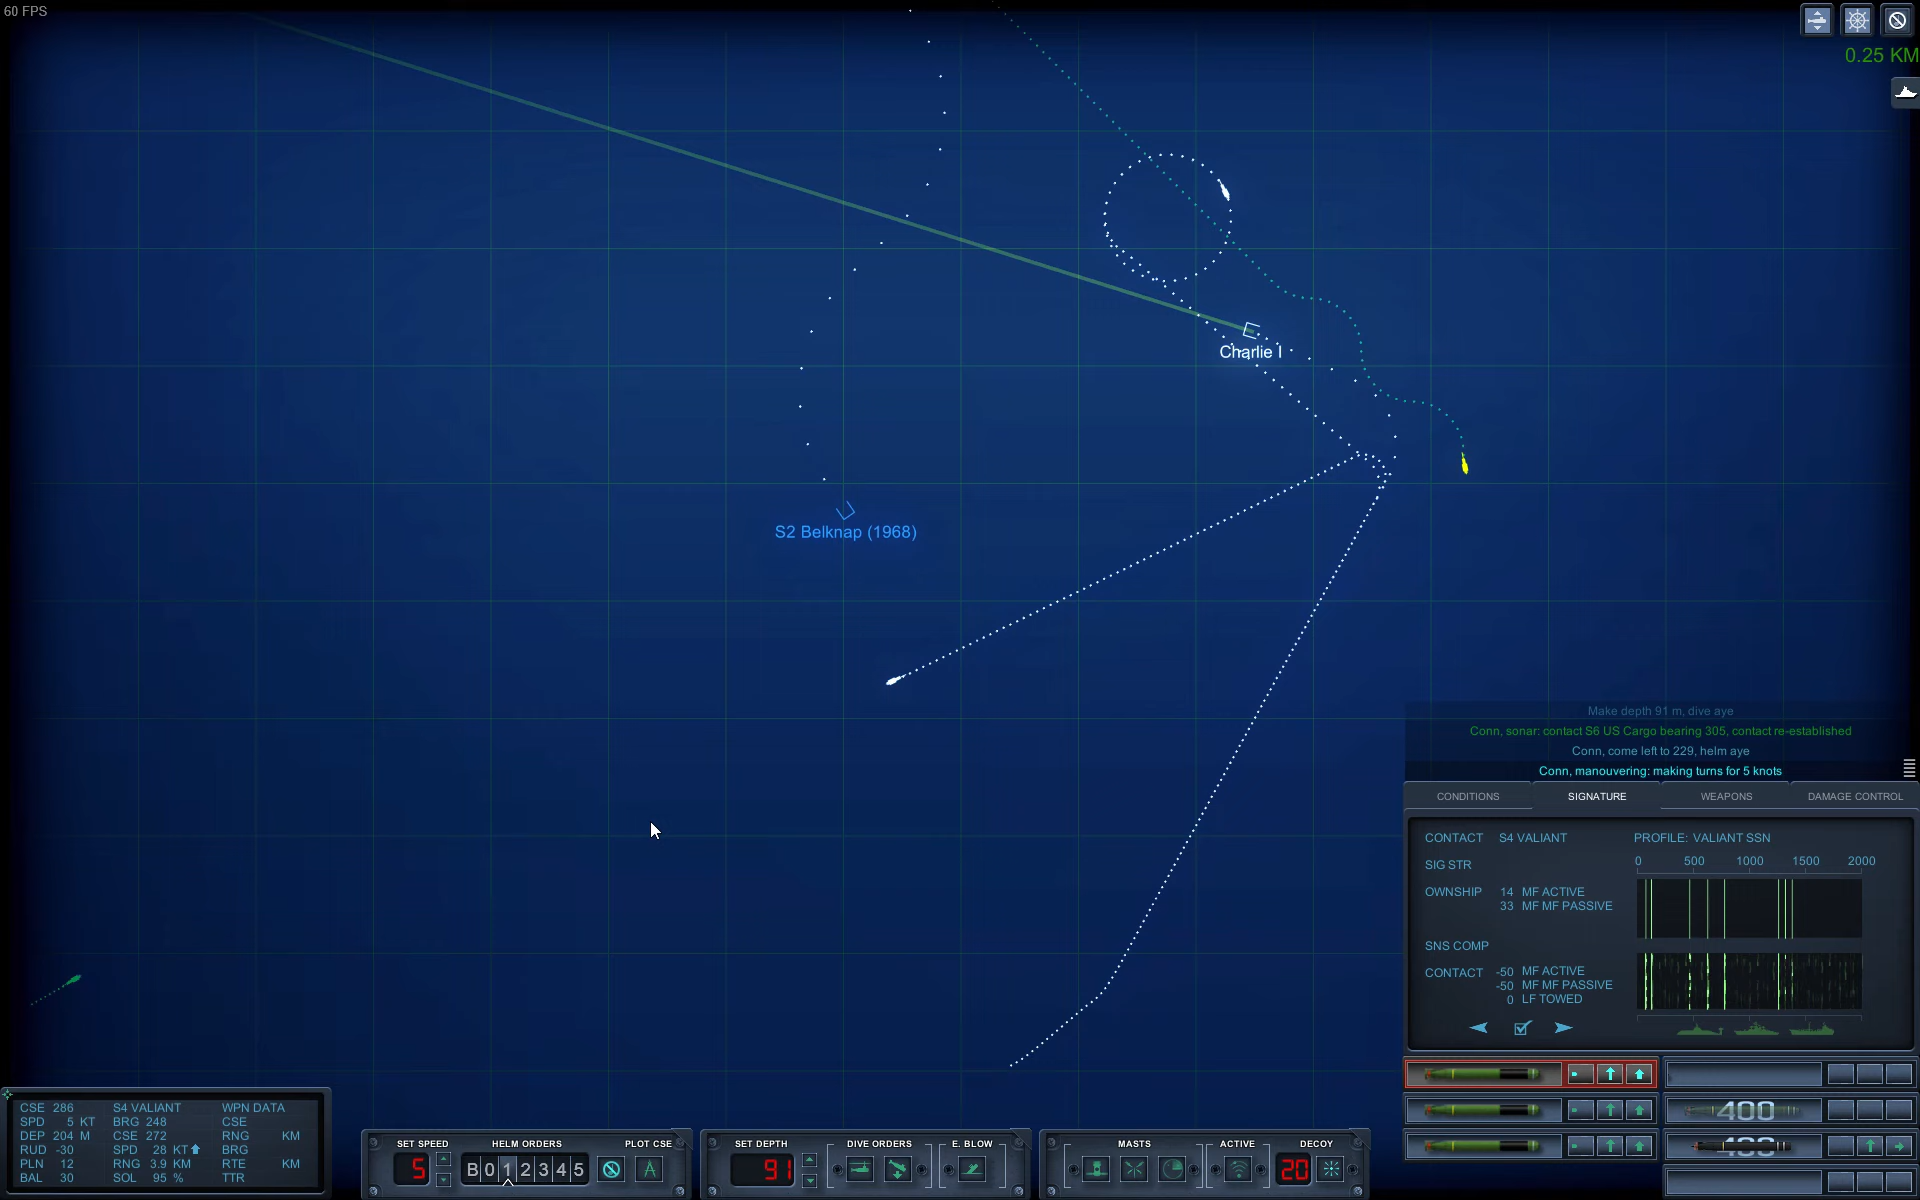 60 FPS
0.25 KM
Charlie I
S2 Belknap (1968)
Make depth 91 m, dive aye
Conn, sonar: contact S6 US Cargo bearing 305, contact re-established
Conn, come left to 229, helm aye
Conn, manouvering: making turns for 5 knots
CONDITIONS SIGNATURE WEAPONS DAMAGE CONTROL
CONTACT S4 VALIANT PROFILE: VALIANT SSN
0 500 1000 1500 2000
SIG STR
OWNSHIP 14 MF ACTIVE
33 MF MF PASSIVE
SNS COMP
CONTACT -50 MF ACTIVE
-50 MF MF PASSIVE
0 LF TOWED
400
CSE 286 S4 VALIANT WPN DATA
SPD 5 KT BRG 248 CSE
DEP 204 M CSE 272 RNG KM
RUD -30 SPD 28 KT BRG
PLN 12 RNG 3.9 KM RTE KM
BAL 30 SOL 95 % TTR
SET SPEED HELM ORDERS PLOT CSE
5 B 0 1 2 3 4 5
SET DEPTH DIVE ORDERS E. BLOW
91
MASTS ACTIVE DECOY
20